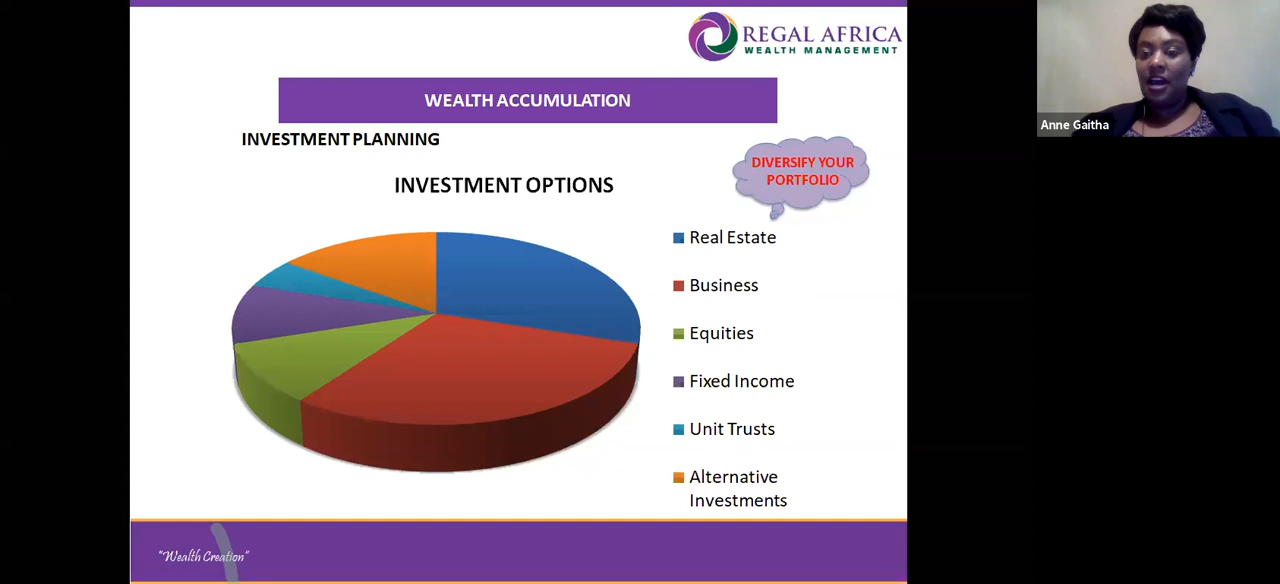 REGAL AFRICA
WEALTH MANAGEMENT
Anne Gaitha
WEALTH ACCUMULATION
INVESTMENT PLANNING
DIVERSIFY YOUR
PORTFOLIO
INVESTMENT OPTIONS
Real Estate
Business
Equities
Fixed Income
Unit Trusts
Alternative
Investments
"Wealth Creation"